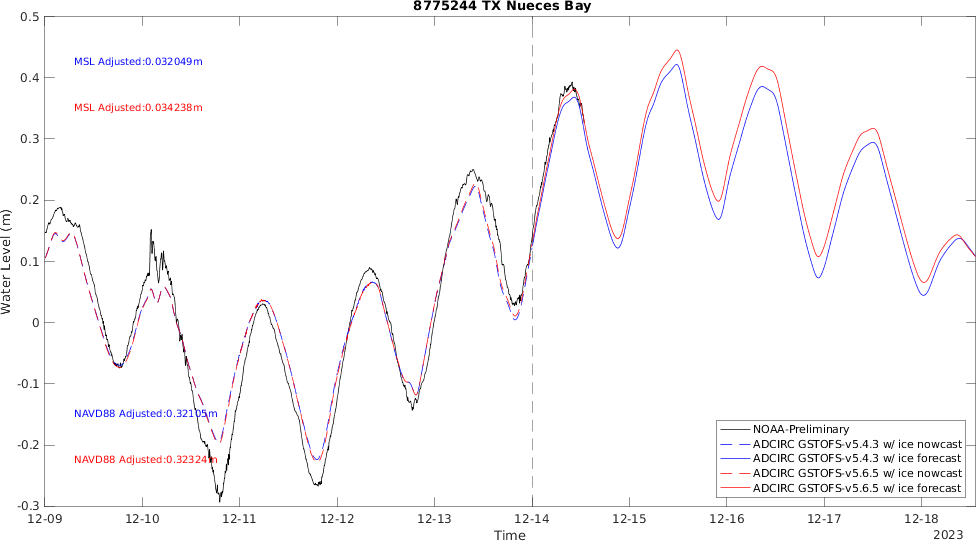 8775244 TX Nueces Bay
0.5
0.4
0.3
0.2
0.1
0
-0.1
-0.2
-0.3
Water Level (m)
MSL Adjusted:0.032049m
MSL Adjusted:0.034238m
NAVD88 Adjusted:0.32105m
NAVD88 Adjusted:0.32324m
NOAA-Preliminary
ADCIRC GSTOFS-v5.4.3 w/ ice nowcast
ADCIRC GSTOFS-v5.4.3 w/ ice forecast
ADCIRC GSTOFS-v5.6.5 w/ ice nowcast
ADCIRC GSTOFS-v5.6.5 w/ ice forecast
12-09 12-10 12-11 12-12 12-13 12-14 12-15 12-16 12-17 12-18
Time
2023